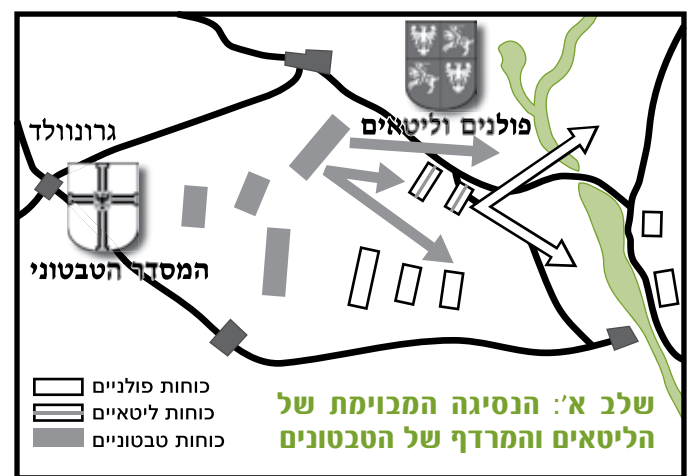 פולנים וליטאים
גרונוולד
המסדר הטבטוני
כוחות פולניים
כוחות ליטאיים
כוחות טבטוניים
שלב א': הנסיגה המבוימת של
הליטאים והמרדף של הטבטונים